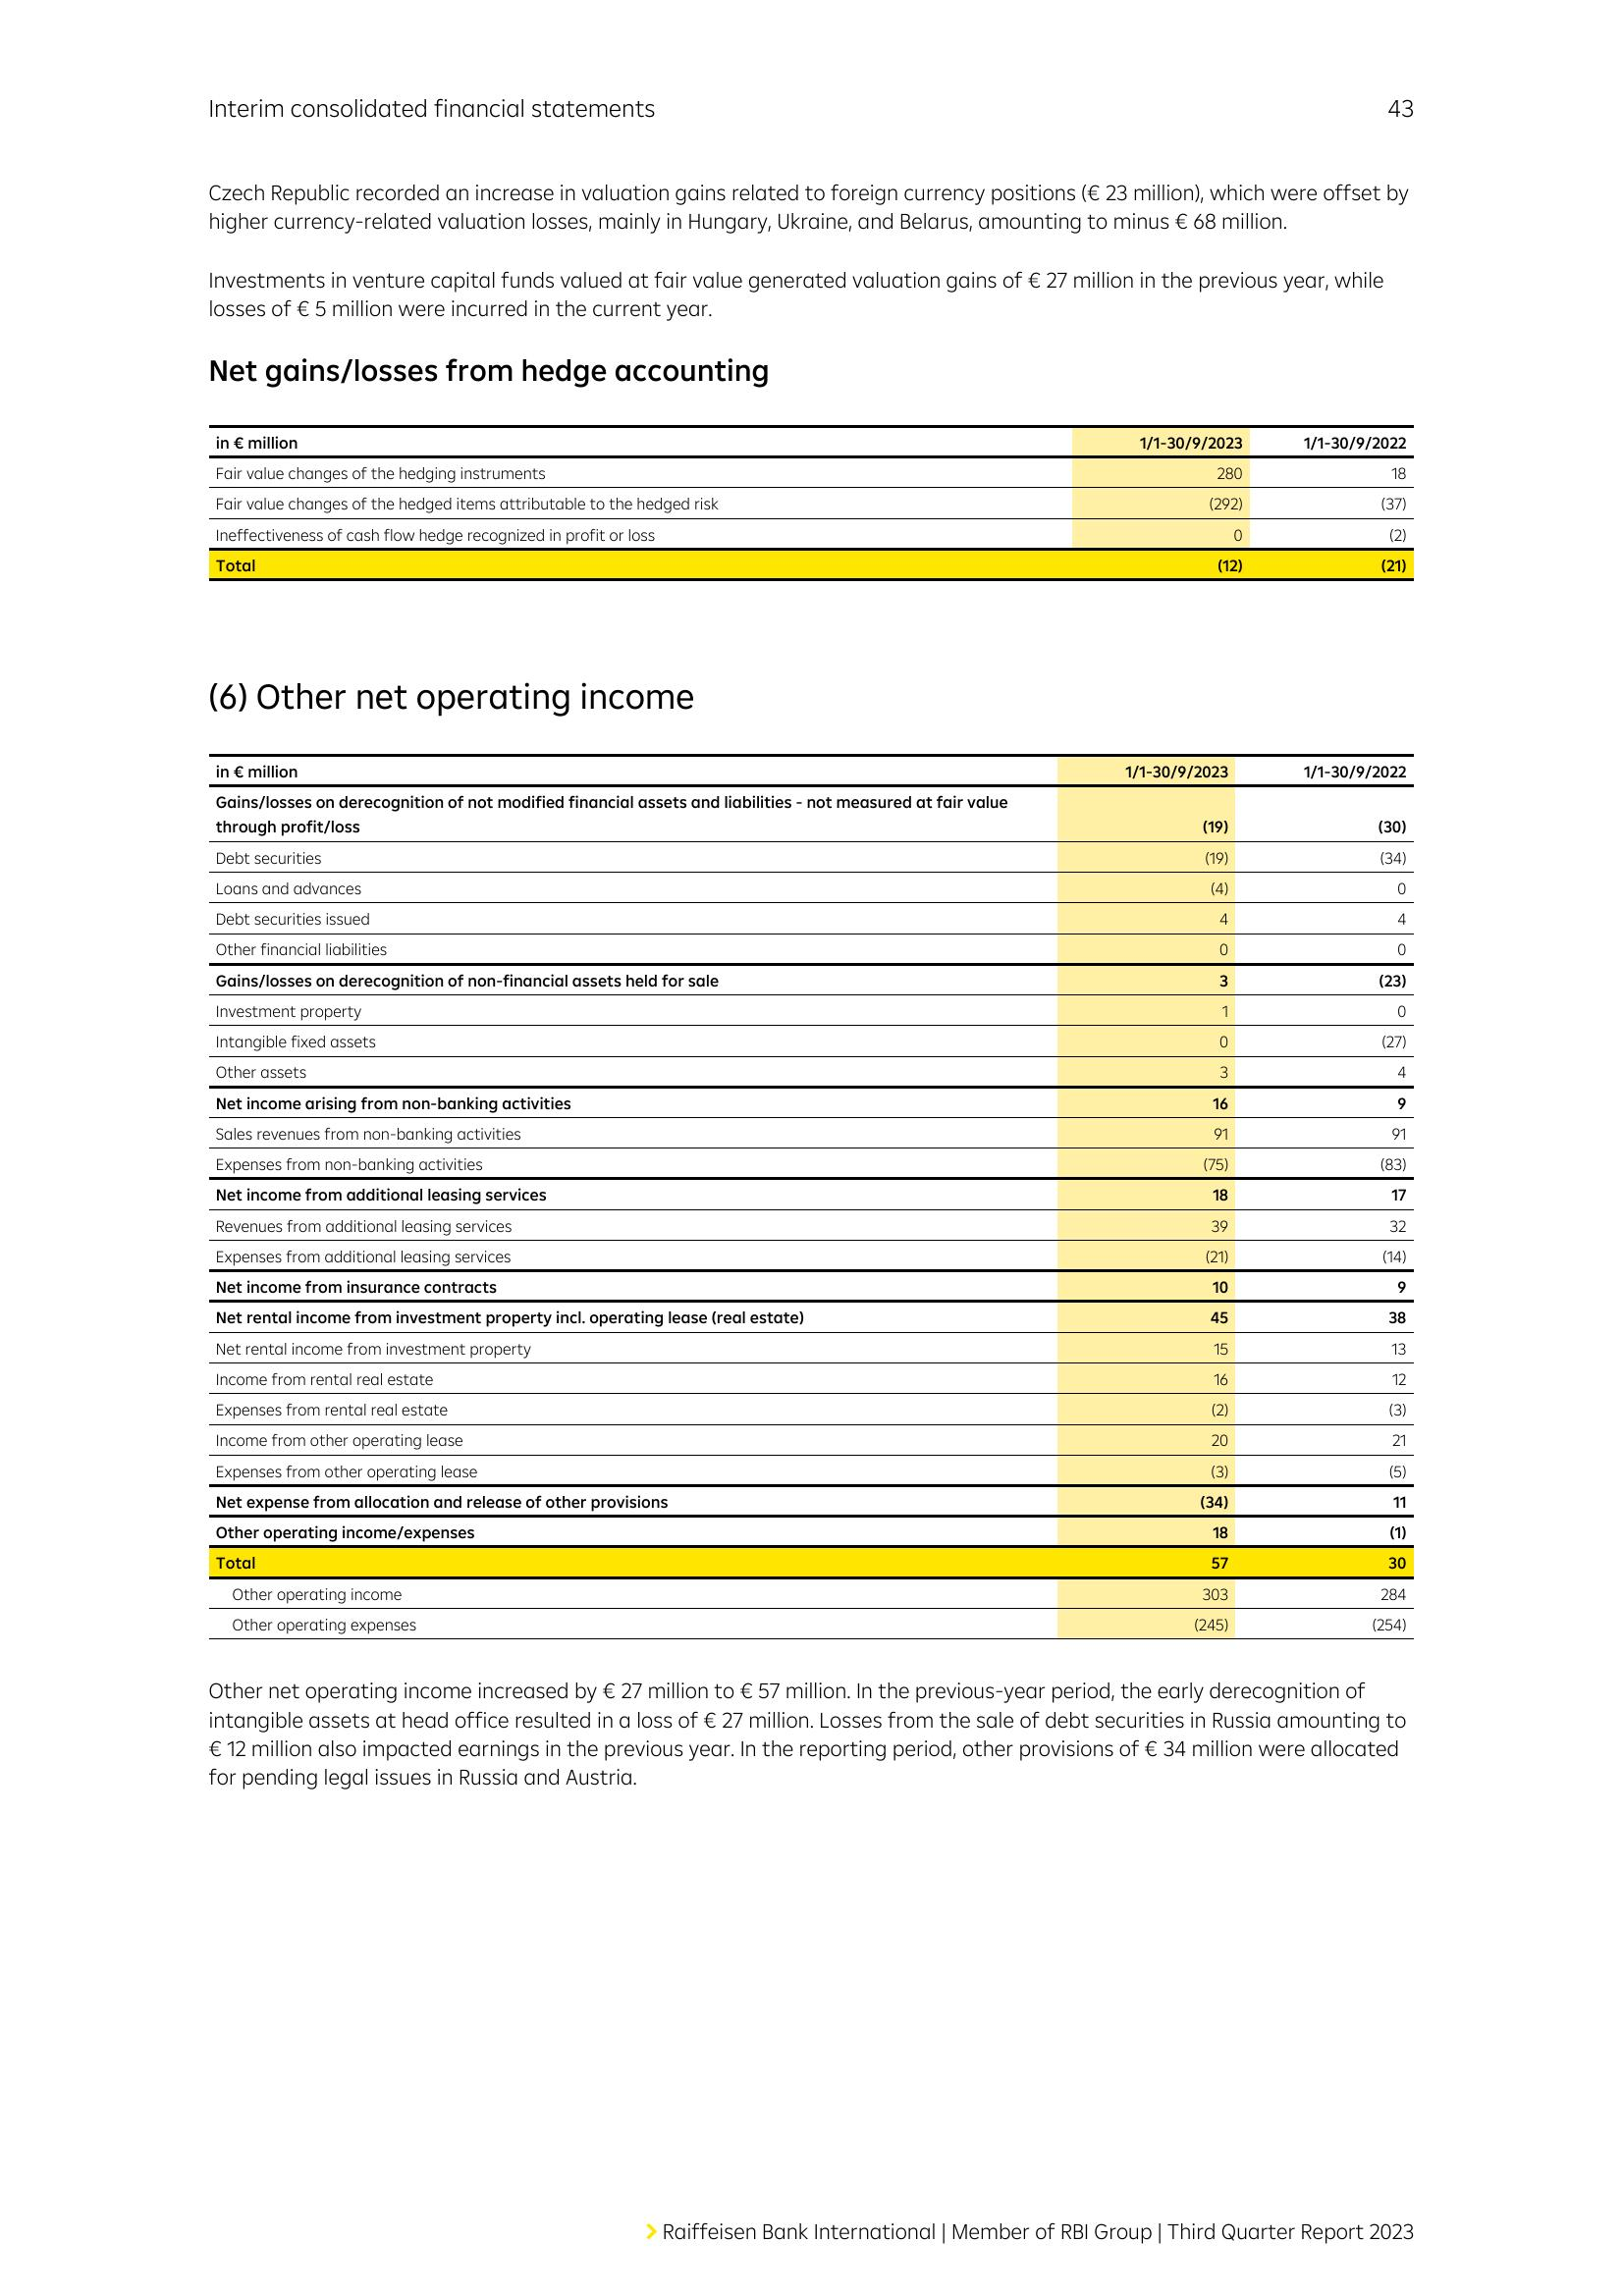 Interim consolidated financial statements 43
Czech Republic recorded an increase in valuation gains related to foreign currency positions (€ 23 million), which were offset by
higher currency-related valuation losses, mainly in Hungary, Ukraine, and Belarus, amounting to minus € 68 million.
Investments in venture capital funds valued at fair value generated valuation gains of € 27 million in the previous year, while
losses of € 5 million were incurred in the current year.
Net gains/losses from hedge accounting
in € million 1/1-30/9/2023 1/1-30/9/2022
Fair value changes of the hedging instruments 280 18
Fair value changes of the hedged items attributable to the hedged risk (292) (37)
Ineffectiveness of cash flow hedge recognized in profit or loss 0 (2)
Total (12) (21)
(6) Other net operating income
in € million 1/1-30/9/2023 1/1-30/9/2022
Gains/losses on derecognition of not modified financial assets and liabilities - not measured at fair value
through profit/loss (19) (30)
Debt securities (19) (34)
Loans and advances (4) 0
Debt securities issued 4 4
Other financial liabilities 0 0
Gains/losses on derecognition of non-financial assets held for sale 3 (23)
Investment property 1 0
Intangible fixed assets 0 (27)
Other assets 3 4
Net income arising from non-banking activities 16 9
Sales revenues from non-banking activities 91 91
Expenses from non-banking activities (75) (83)
Net income from additional leasing services 18 17
Revenues from additional leasing services 39 32
Expenses from additional leasing services (21) (14)
Net income from insurance contracts 10 9
Net rental income from investment property incl. operating lease (real estate) 45 38
Net rental income from investment property 15 13
Income from rental real estate 16 12
Expenses from rental real estate (2) (3)
Income from other operating lease 20 21
Expenses from other operating lease (3) (5)
Net expense from allocation and release of other provisions (34) 11
Other operating income/expenses 18 (1)
Total 57 30
Other operating income 303 284
Other operating expenses (245) (254)
Other net operating income increased by € 27 million to € 57 million. In the previous-year period, the early derecognition of
intangible assets at head office resulted in a loss of € 27 million. Losses from the sale of debt securities in Russia amounting to
€ 12 million also impacted earnings in the previous year. In the reporting period, other provisions of € 34 million were allocated
for pending legal issues in Russia and Austria.
Raiffeisen Bank International | Member of RBI Group | Third Quarter Report 2023